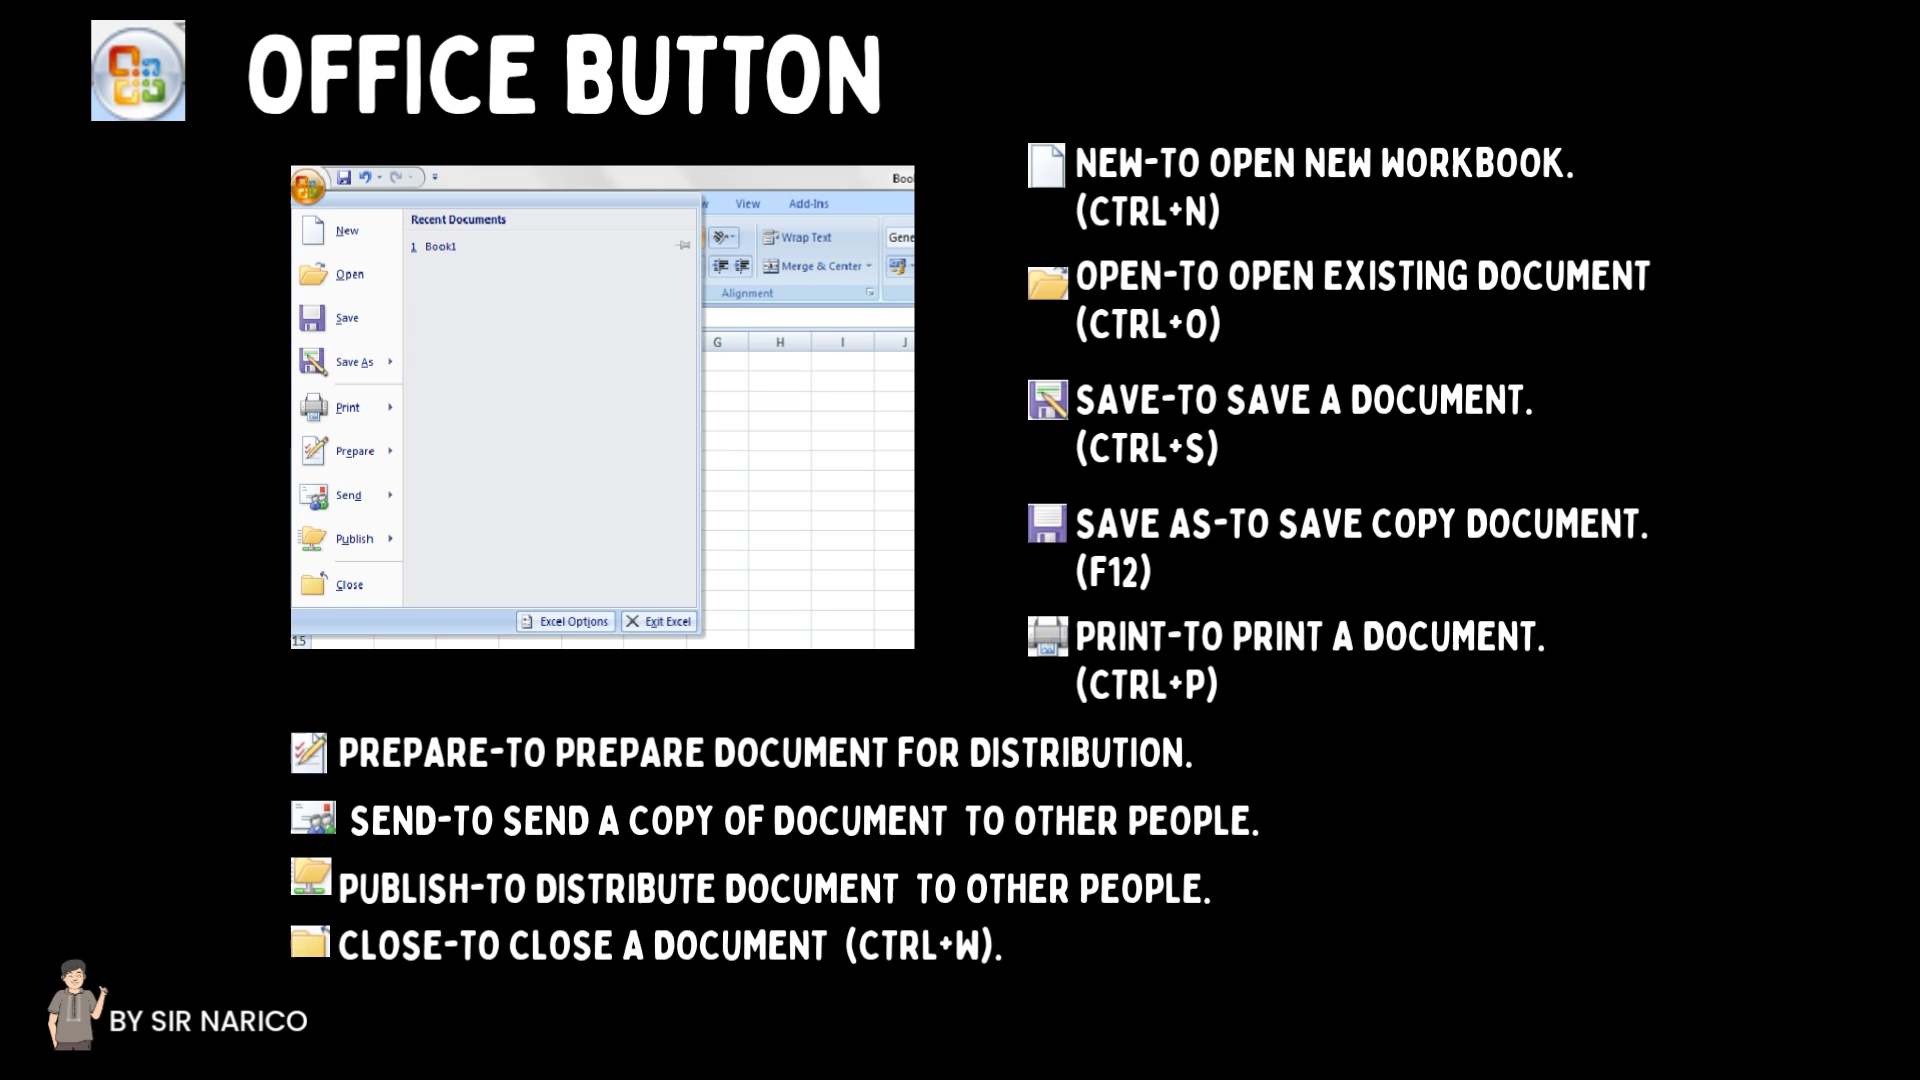 OFFICE BUTTON
Book
w View Add-Ins
Wrap Text
Gene
Merge & Center
Alignment
G H I J
Recent Documents
1 Book1
New
Open
Save
Save As
Print
Prepare
Send
Publish
Close
Excel Options Exit Excel
15
NEW-TO OPEN NEW WORKBOOK.
(CTRL+N)
OPEN-TO OPEN EXISTING DOCUMENT
(CTRL+O)
SAVE-TO SAVE A DOCUMENT.
(CTRL+S)
SAVE AS-TO SAVE COPY DOCUMENT.
(F12)
PRINT-TO PRINT A DOCUMENT.
(CTRL+P)
PREPARE-TO PREPARE DOCUMENT FOR DISTRIBUTION.
SEND-TO SEND A COPY OF DOCUMENT TO OTHER PEOPLE.
PUBLISH-TO DISTRIBUTE DOCUMENT TO OTHER PEOPLE.
CLOSE-TO CLOSE A DOCUMENT (CTRL+W).
BY SIR NARICO